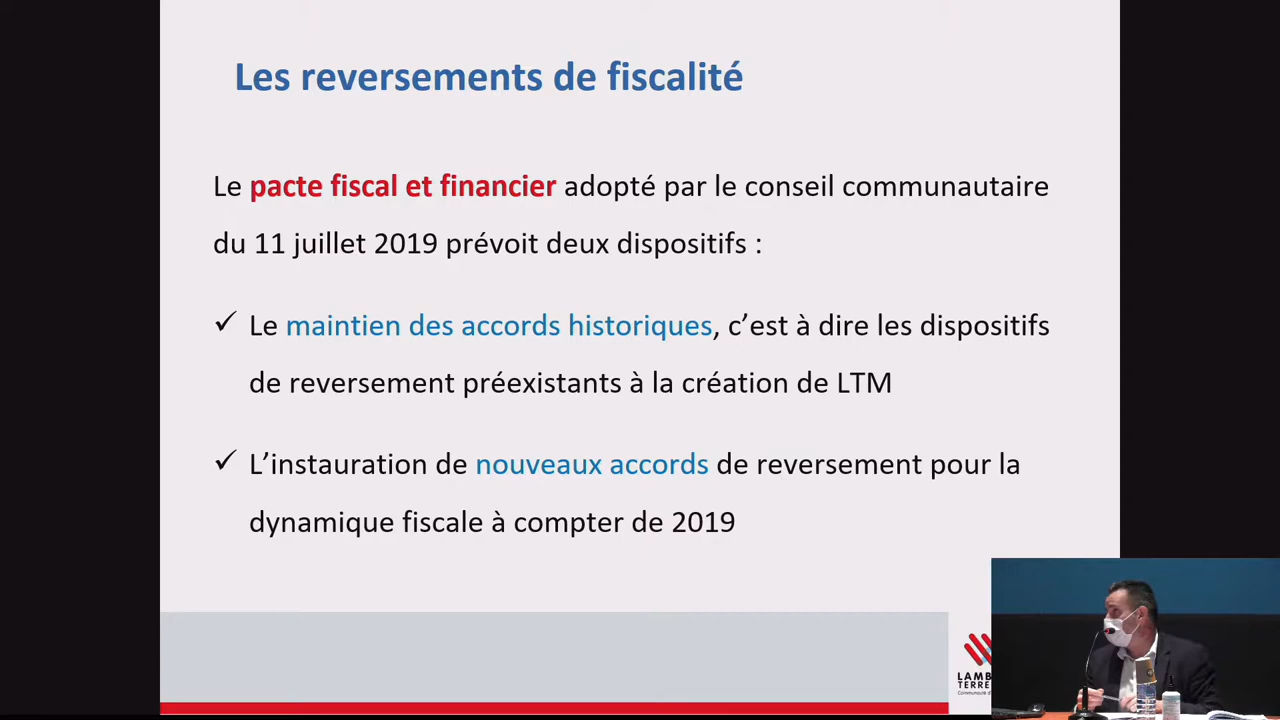 Les reversements de fiscalité
Le pacte fiscal et financier adopté par le conseil communautaire
du 11 juillet 2019 prévoit deux dispositifs :
✓ Le maintien des accords historiques, c’est à dire les dispositifs
de reversement préexistants à la création de LTM
✓ L’instauration de nouveaux accords de reversement pour la
dynamique fiscale à compter de 2019
LAMB
TERRE